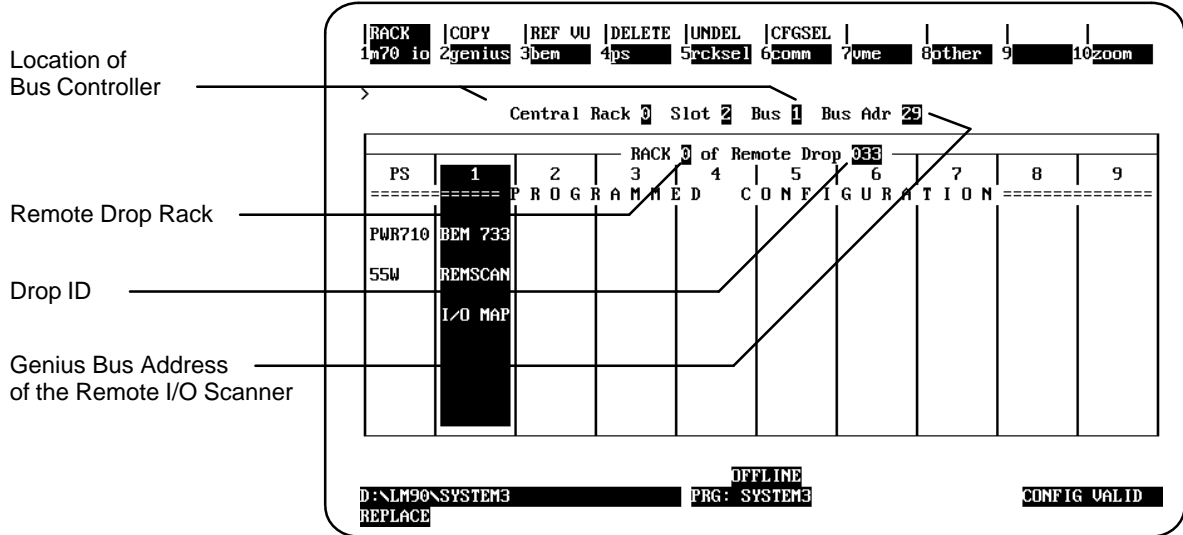 RACK |COPY |REF VU |DELETE |UNDEL |CFGSEL | | |
1m70 io 2genius 3bem 4ps 5rcksel 6comm 7vme 8other 9 10zoom
Location of
Bus Controller
>
Central Rack 0 Slot 2 Bus 1 Bus Adr 29
RACK 0 of Remote Drop 033
PS 1 2 3 4 5 6 7 8 9
====== ====== P R O G R A M M E D C O N F I G U R A T I O N =============
Remote Drop Rack
PWR710 BEM 733
55W REMSCAN
Drop ID
I/O MAP
Genius Bus Address
of the Remote I/O Scanner
OFFLINE
D:\LM90\SYSTEM3 PRG: SYSTEM3 CONFIG VALID
REPLACE